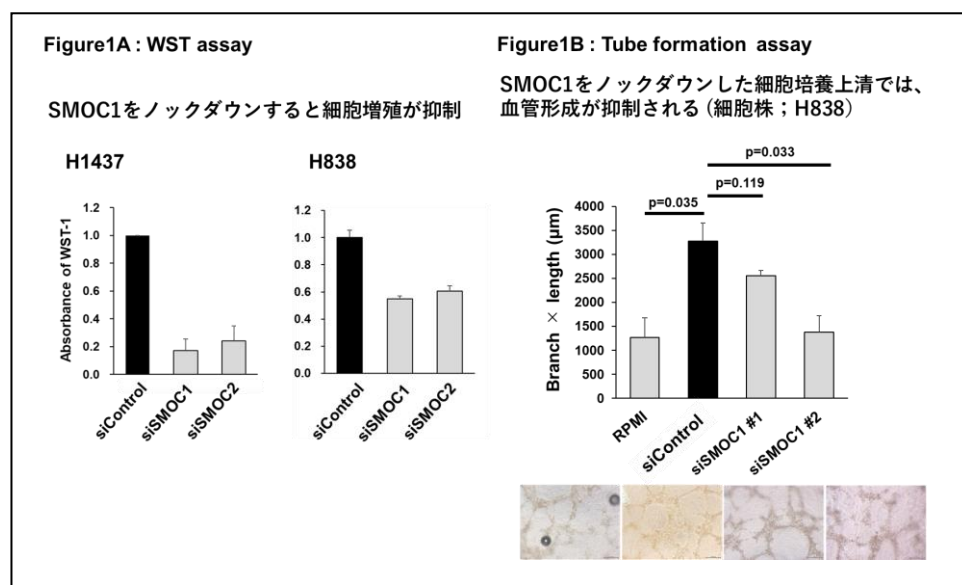 Figure1A : WST assay
SMOC1をノックダウンすると細胞増殖が抑制
H1437
H838
Absorbance of WST-1
1.2
1.0
0.8
0.6
0.4
0.2
0.0
siControl
siSMOC1
siSMOC2
1.2
1.0
0.8
0.6
0.4
0.2
0.0
siControl
siSMOC1
siSMOC2
Figure1B : Tube formation assay
SMOC1をノックダウンした細胞培養上清では、
血管形成が抑制される (細胞株 ; H838)
p=0.033
p=0.119
p=0.035
Branch × length (μm)
4000
3500
3000
2500
2000
1500
1000
500
0
RPMI
siControl
siSMOC1 #1
siSMOC1 #2